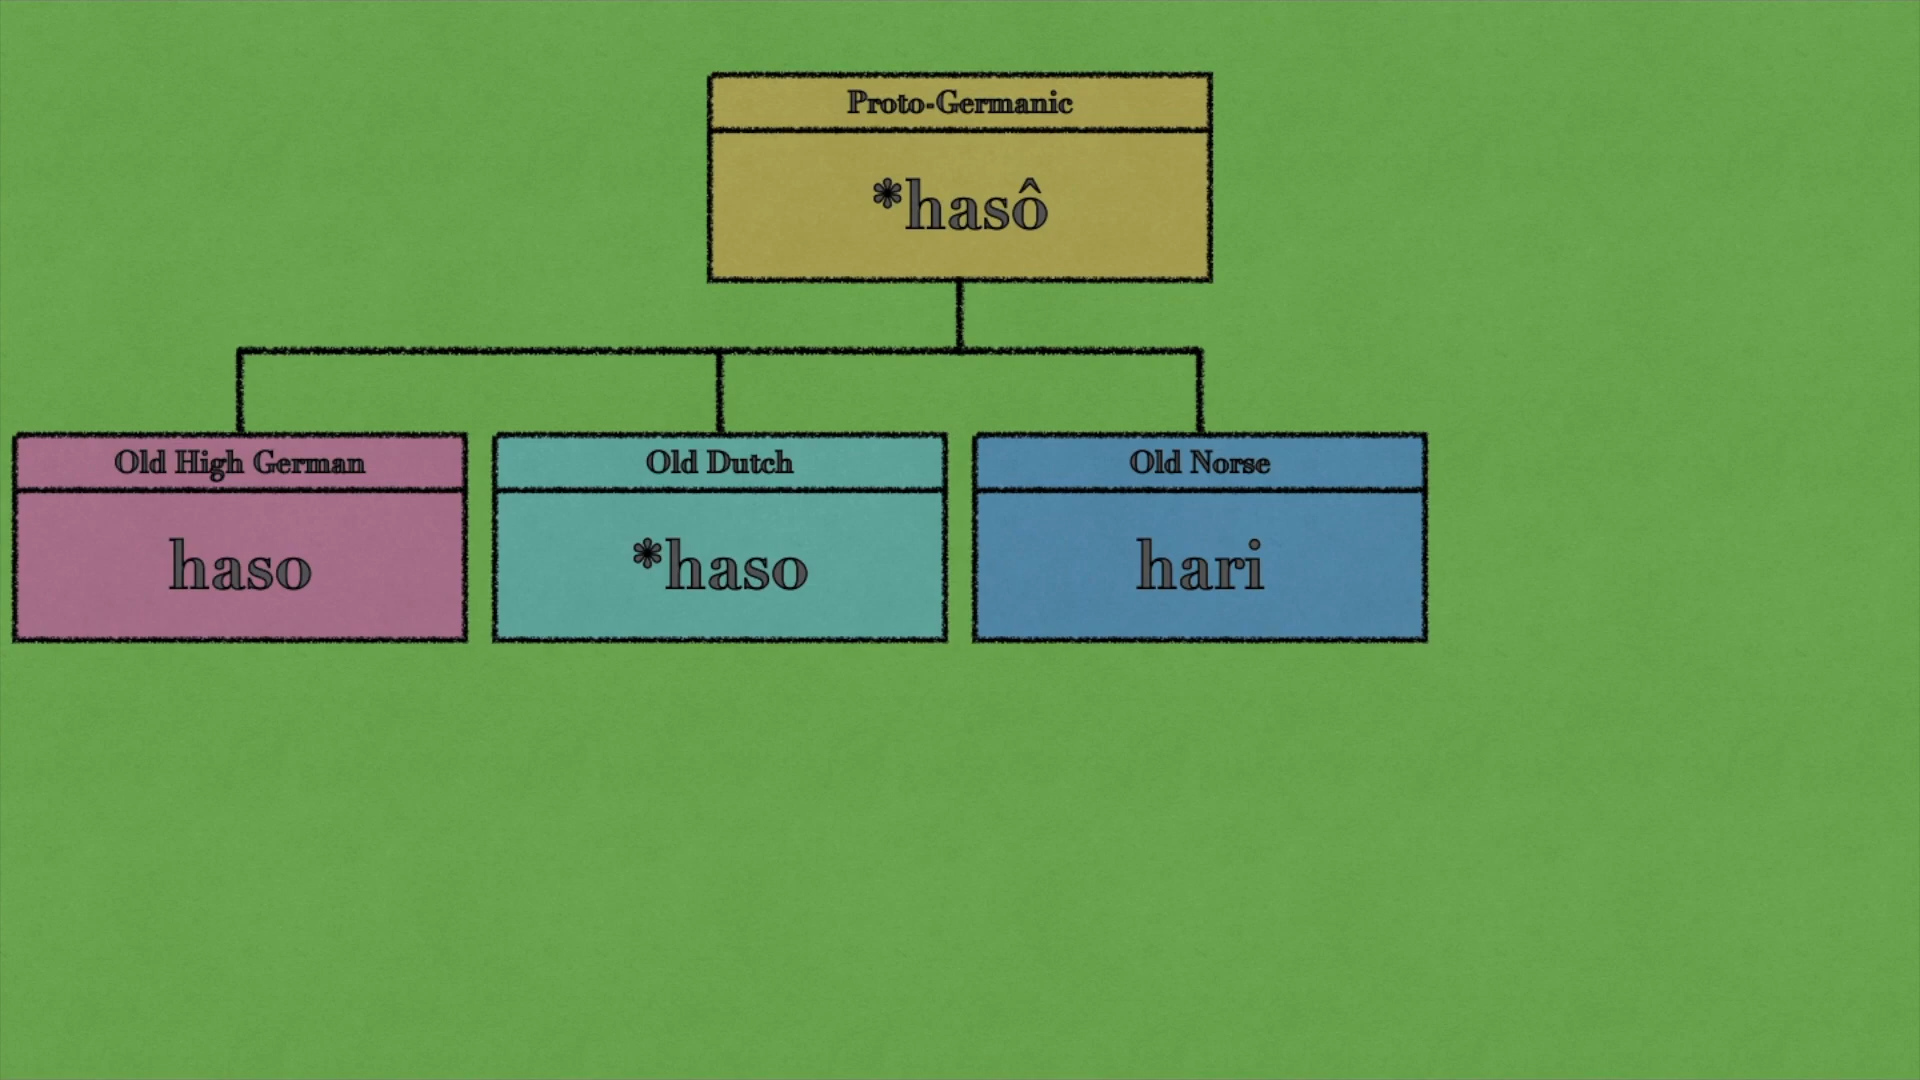 Proto-Germanic
*hasô
Old High German
haso
Old Dutch
*haso
Old Norse
hari